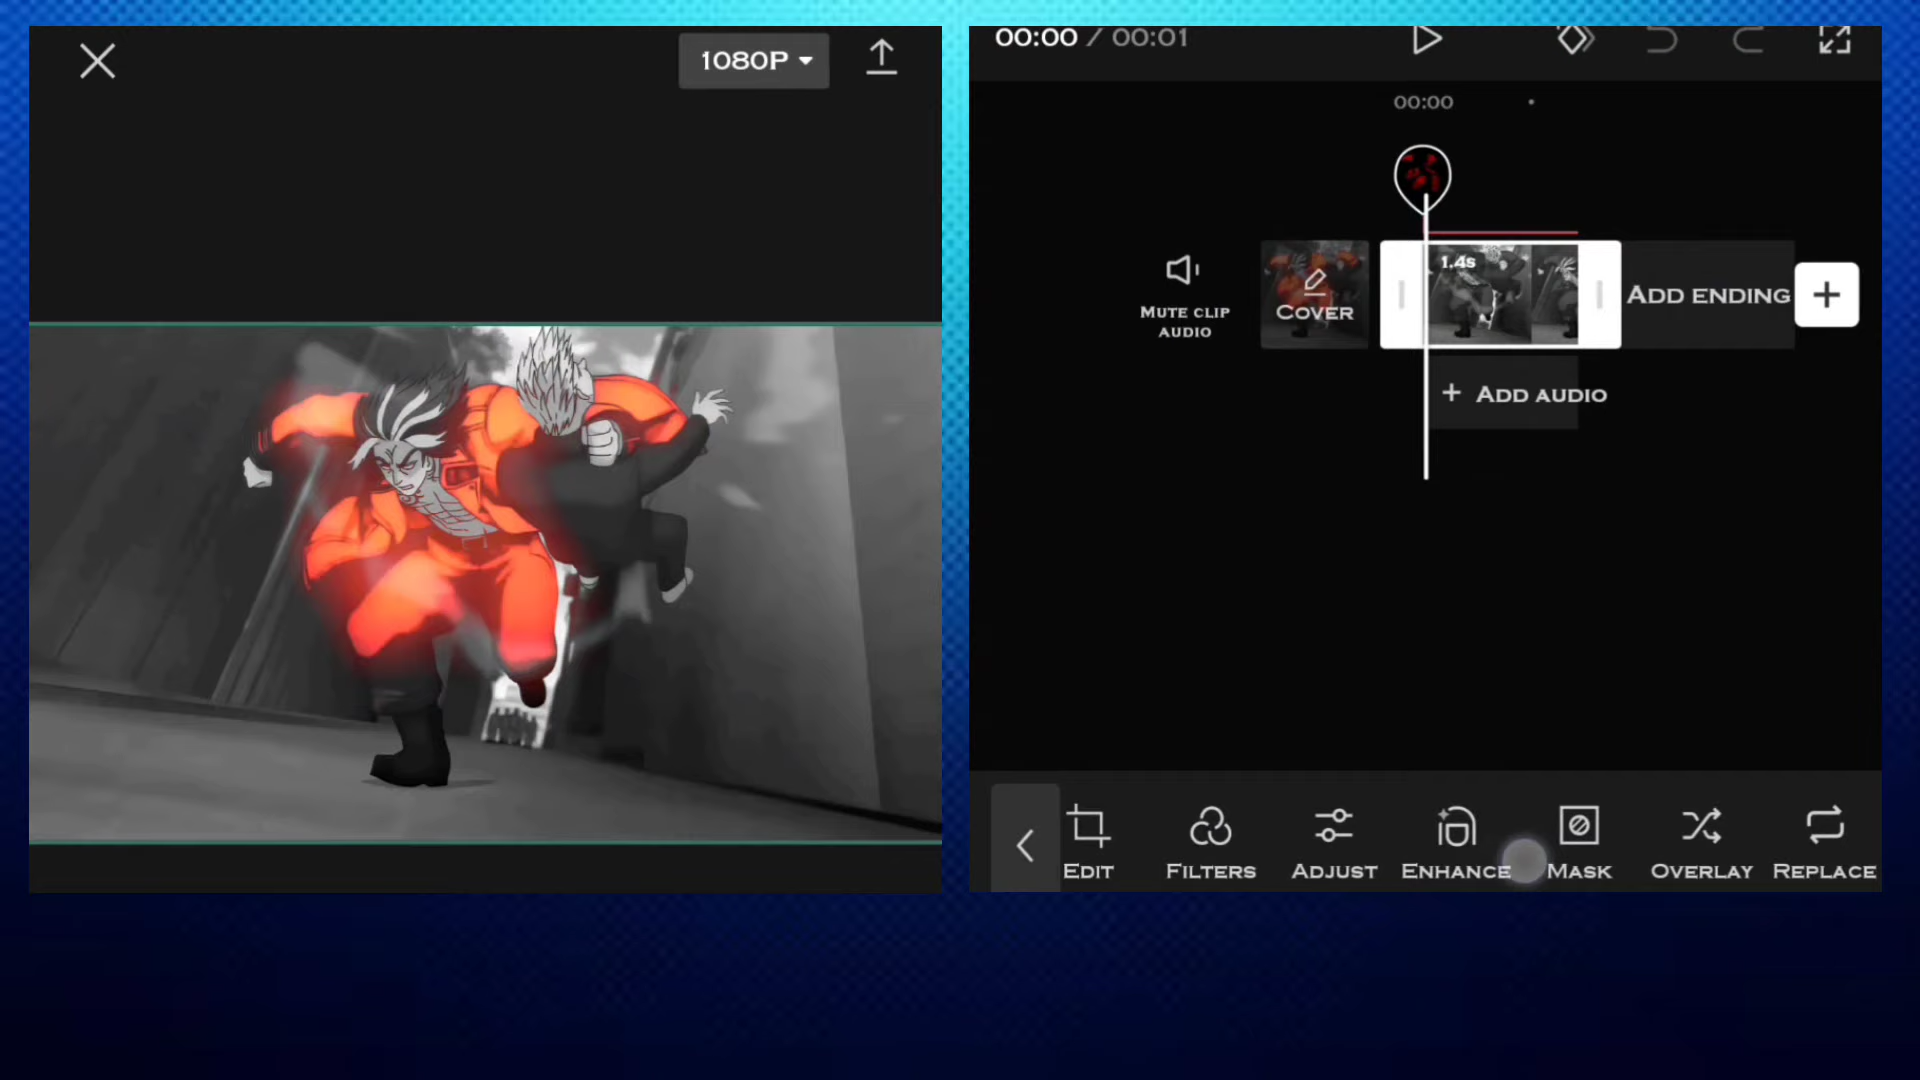 1080P
00:00 / 00:01
00:00
1.4s
MUTE CLIP
AUDIO
COVER
ADD ENDING
+
+ ADD AUDIO
EDIT
FILTERS
ADJUST
ENHANCE
MASK
OVERLAY
REPLACE